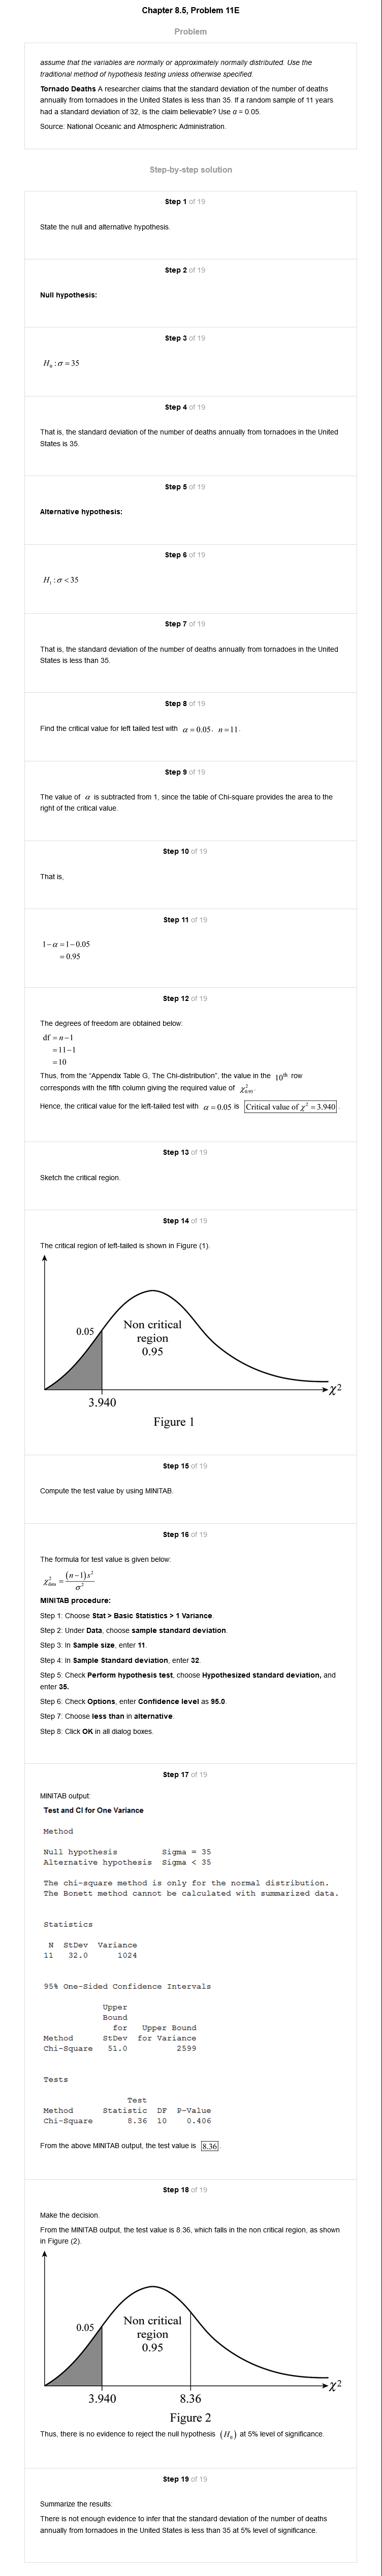 Chapter 8.5, Problem 11E
Problem
assume that the variables are normally or approximately normally distributed. Use the
traditional method of hypothesis testing unless otherwise specified.
Tornado Deaths A researcher claims that the standard deviation of the number of deaths
annually from tornadoes in the United States is less than 35. If a random sample of 11 years
had a standard deviation of 32, is the claim believable? Use α = 0.05.
Source: National Oceanic and Atmospheric Administration.
Step-by-step solution
Step 1 of 19
State the null and alternative hypothesis.
Step 2 of 19
Null hypothesis:
Step 3 of 19
H₀ : σ = 35
Step 4 of 19
That is, the standard deviation of the number of deaths annually from tornadoes in the United
States is 35.
Step 5 of 19
Alternative hypothesis:
Step 6 of 19
H₁ : σ < 35
Step 7 of 19
That is, the standard deviation of the number of deaths annually from tornadoes in the United
States is less than 35.
Step 8 of 19
Find the critical value for left tailed test with α = 0.05, n = 11.
Step 9 of 19
The value of α is subtracted from 1, since the table of Chi-square provides the area to the
right of the critical value.
Step 10 of 19
That is,
Step 11 of 19
1−α = 1−0.05
= 0.95
Step 12 of 19
The degrees of freedom are obtained below:
df = n−1
= 11−1
= 10
Thus, from the “Appendix Table G, The Chi-distribution”, the value in the 10th row
corresponds with the fifth column giving the required value of χ²
Hence, the critical value for the left-tailed test with α = 0.05 is Critical value of χ² = 3.940.
Step 13 of 19
Sketch the critical region.
Step 14 of 19
The critical region of left-tailed is shown in Figure (1).
0.05
Non critical
region
0.95
χ²
3.940
Figure 1
Step 15 of 19
Compute the test value by using MINITAB.
Step 16 of 19
The formula for test value is given below:
χ²data = (n−1)s² / σ²
MINITAB procedure:
Step 1: Choose Stat > Basic Statistics > 1 Variance.
Step 2: Under Data, choose sample standard deviation.
Step 3: In Sample size, enter 11.
Step 4: In Sample Standard deviation, enter 32.
Step 5: Check Perform hypothesis test, choose Hypothesized standard deviation, and
enter 35.
Step 6: Check Options, enter Confidence level as 95.0.
Step 7: Choose less than in alternative.
Step 8: Click OK in all dialog boxes.
Step 17 of 19
MINITAB output:
Test and CI for One Variance
Method
Null hypothesis Sigma = 35
Alternative hypothesis Sigma < 35
The chi-square method is only for the normal distribution.
The Bonett method cannot be calculated with summarized data.
Statistics
N StDev Variance
11 32.0 1024
95% One-Sided Confidence Intervals
Upper
Bound
for Upper Bound
Method StDev for Variance
Chi-Square 51.0 2599
Tests
Test
Method Statistic DF P-Value
Chi-Square 8.36 10 0.406
From the above MINITAB output, the test value is 8.36.
Step 18 of 19
Make the decision.
From the MINITAB output, the test value is 8.36, which falls in the non critical region, as shown
in Figure (2).
0.05
Non critical
region
0.95
χ²
3.940 8.36
Figure 2
Thus, there is no evidence to reject the null hypothesis (H₀) at 5% level of significance.
Step 19 of 19
Summarize the results:
There is not enough evidence to infer that the standard deviation of the number of deaths
annually from tornadoes in the United States is less than 35 at 5% level of significance.